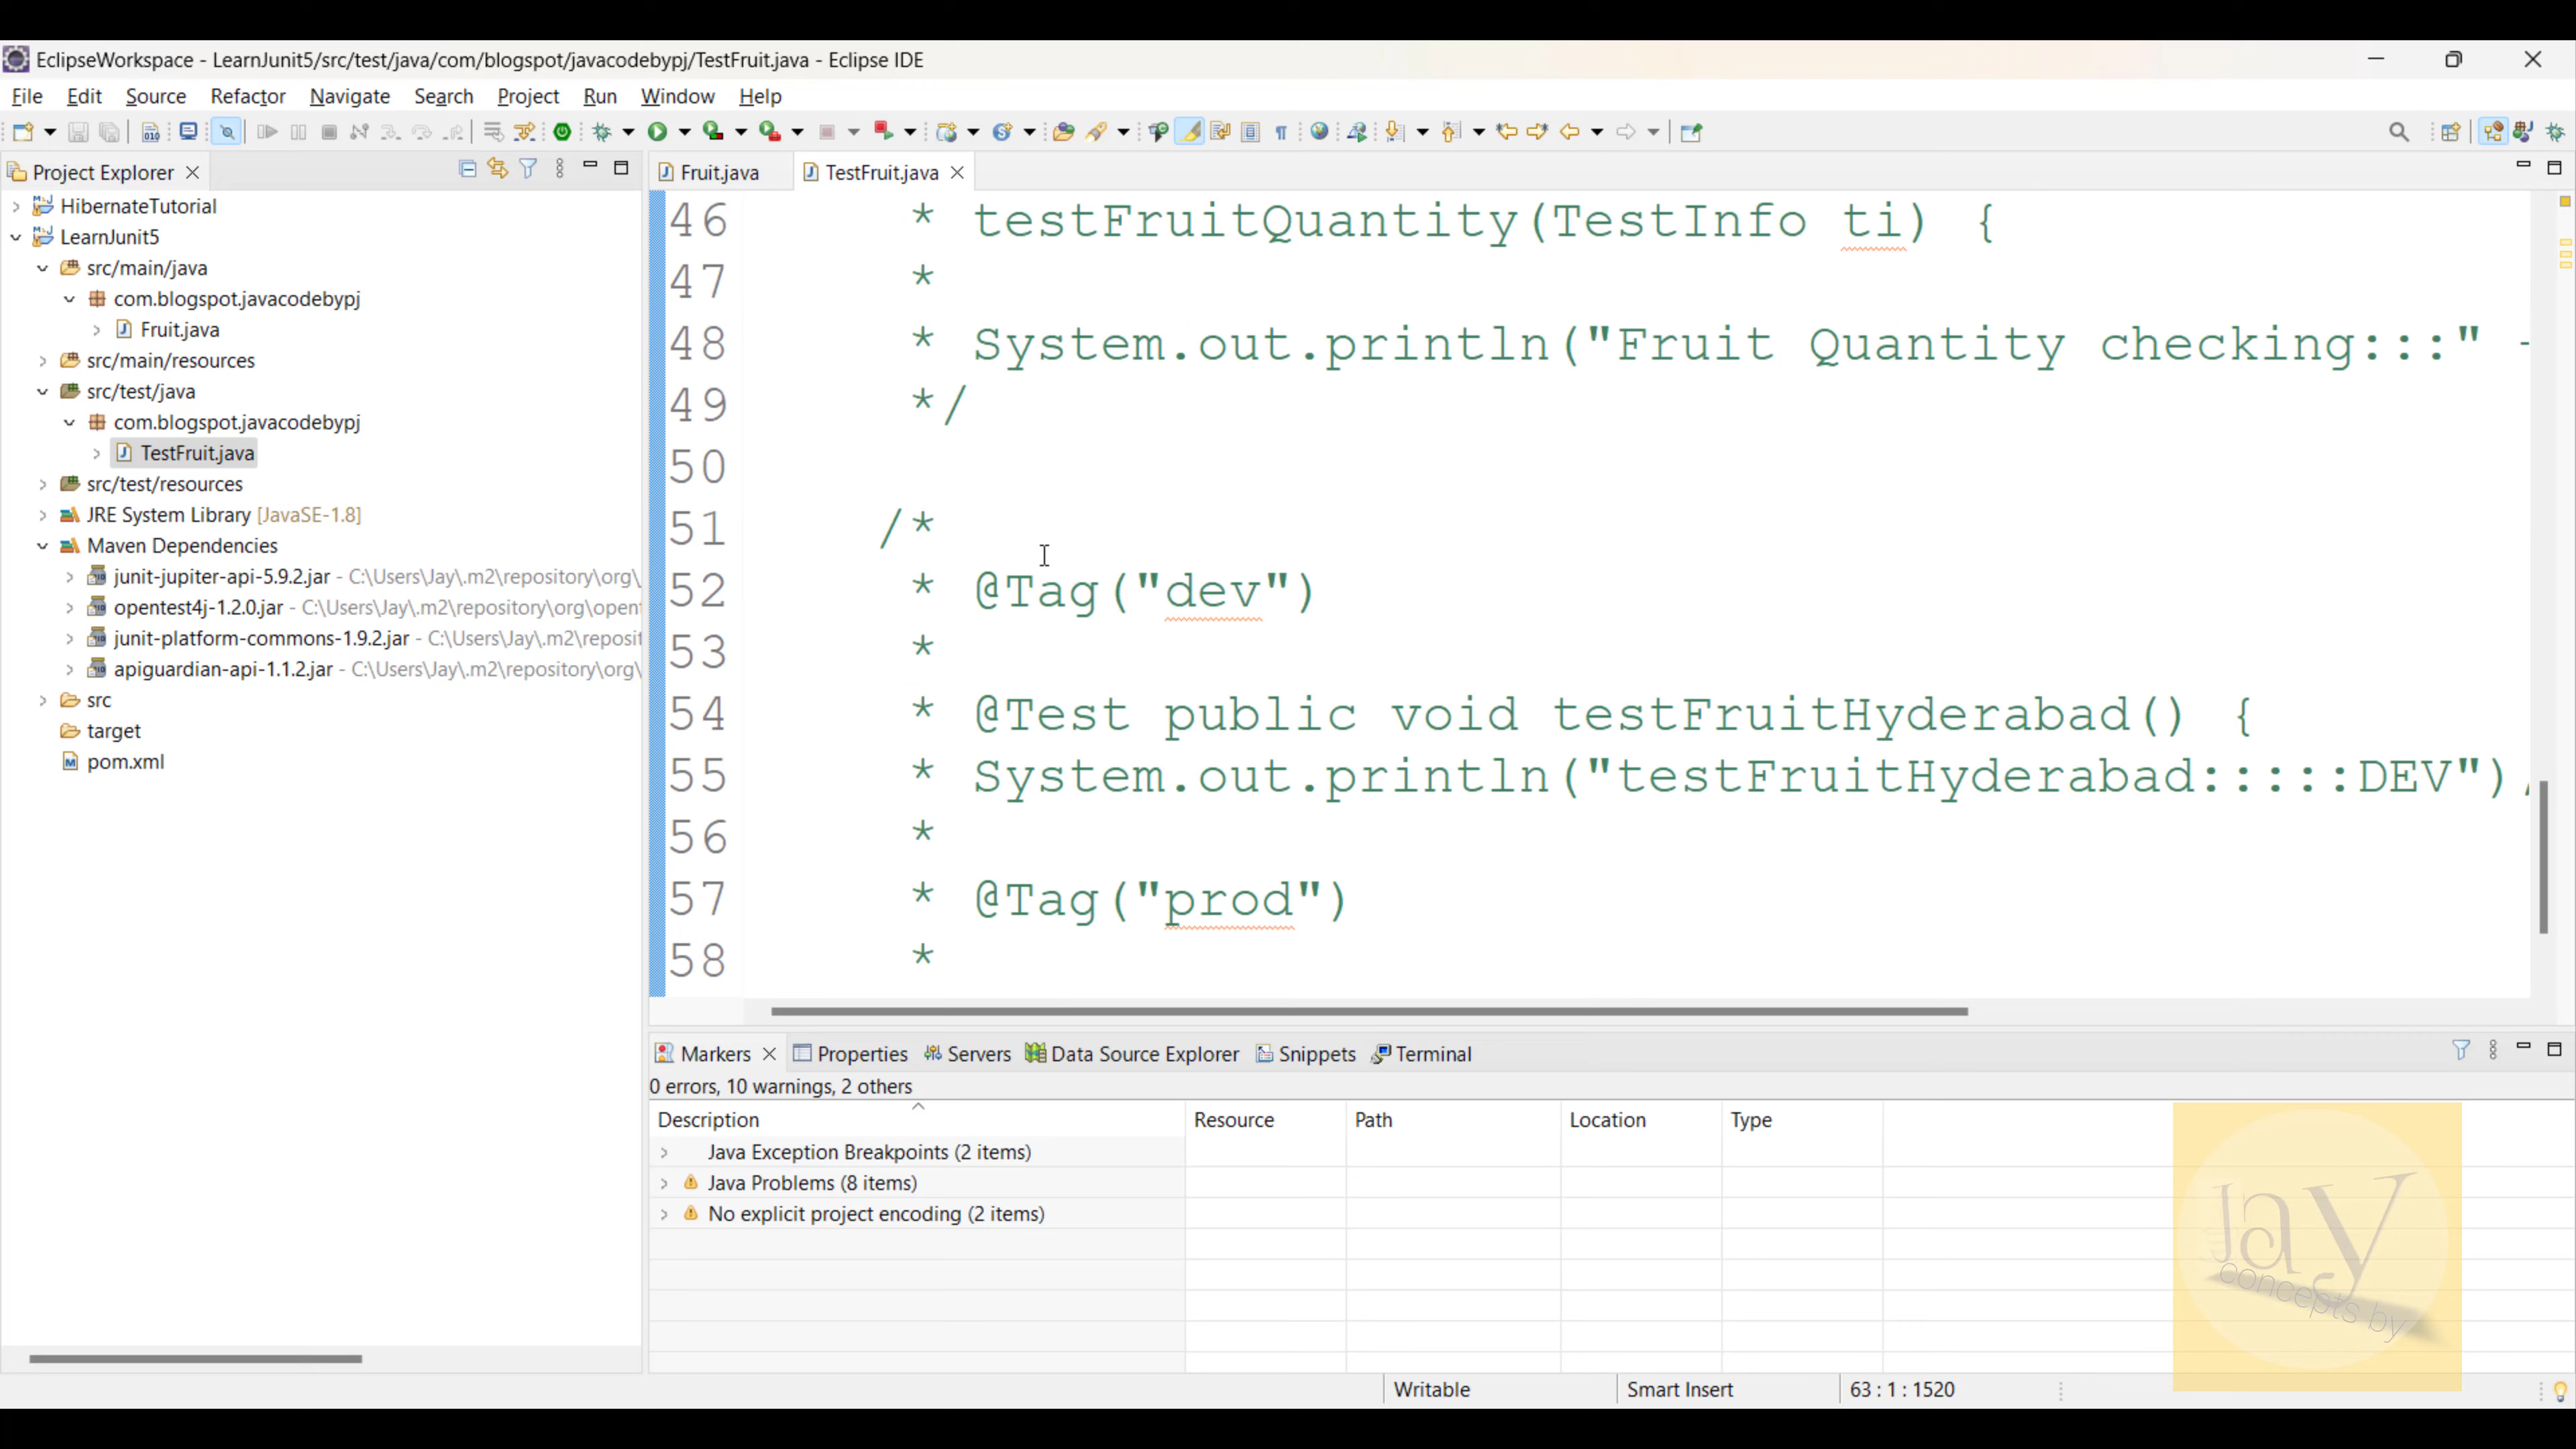 EclipseWorkspace - LearnJunit5/src/test/java/com/blogspot/javacodebypj/TestFruit.java - Eclipse IDE
File Edit Source Refactor Navigate Search Project Run Window Help
Project Explorer
HibernateTutorial
LearnJunit5
src/main/java
com.blogspot.javacodebypj
Fruit.java
src/main/resources
src/test/java
com.blogspot.javacodebypj
TestFruit.java
src/test/resources
JRE System Library [JavaSE-1.8]
Maven Dependencies
junit-jupiter-api-5.9.2.jar - C:\Users\Jay\.m2\repository\org\
opentest4j-1.2.0.jar - C:\Users\Jay\.m2\repository\org\opent
junit-platform-commons-1.9.2.jar - C:\Users\Jay\.m2\reposit
apiguardian-api-1.1.2.jar - C:\Users\Jay\.m2\repository\org\
src
target
pom.xml
Fruit.java TestFruit.java
46 * testFruitQuantity(TestInfo ti) {
47 *
48 * System.out.println("Fruit Quantity checking:::"
49 */
50
51 /*
52 * @Tag("dev")
53 *
54 * @Test public void testFruitHyderabad() {
55 * System.out.println("testFruitHyderabad:::::DEV");
56 *
57 * @Tag("prod")
58 *
Markers Properties Servers Data Source Explorer Snippets Terminal
0 errors, 10 warnings, 2 others
Description Resource Path Location Type
Java Exception Breakpoints (2 items)
Java Problems (8 items)
No explicit project encoding (2 items)
Jay
concepts by
Writable Smart Insert 63 : 1 : 1520